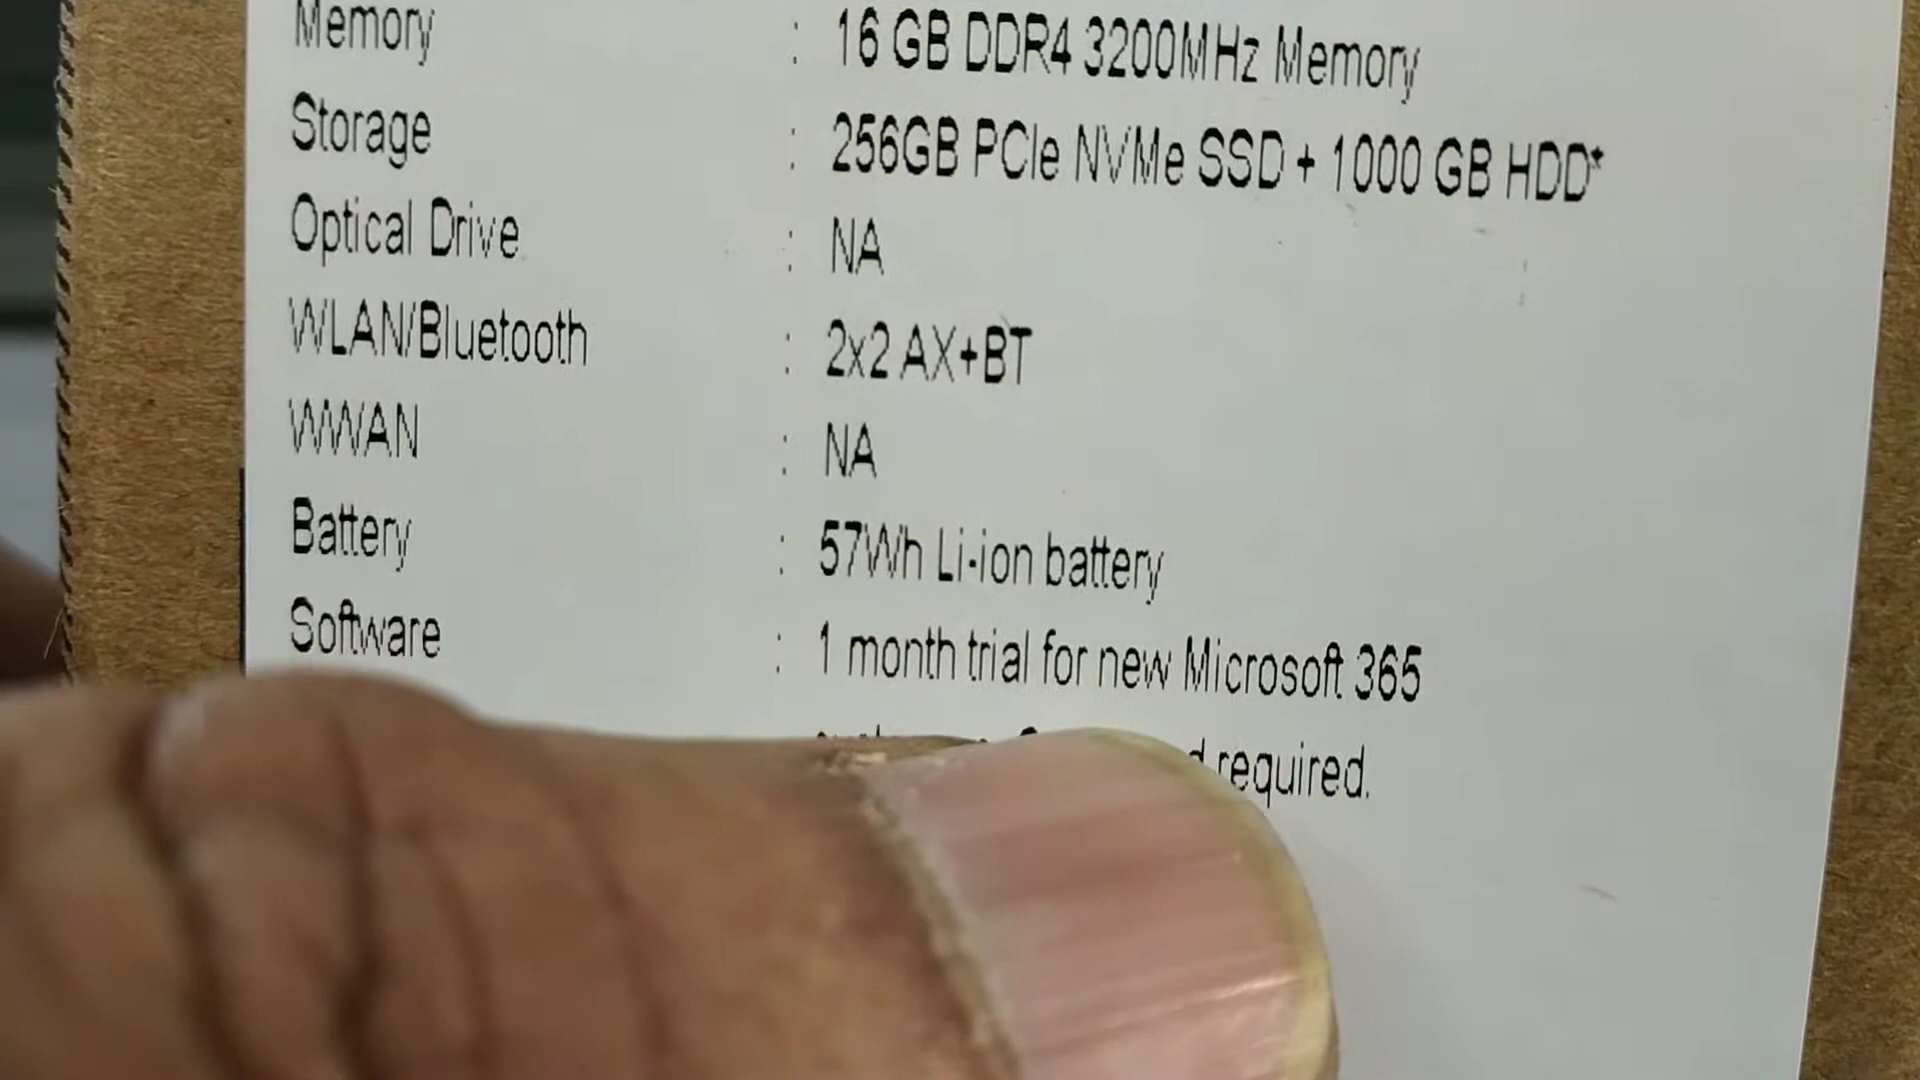 Memory : 16 GB DDR4 3200MHz Memory
Storage : 256GB PCIe NVMe SSD + 1000 GB HDD*
Optical Drive : NA
WLAN/Bluetooth : 2x2 AX+BT
WWAN : NA
Battery : 57Wh Li-ion battery
Software : 1 month trial for new Microsoft 365
required.